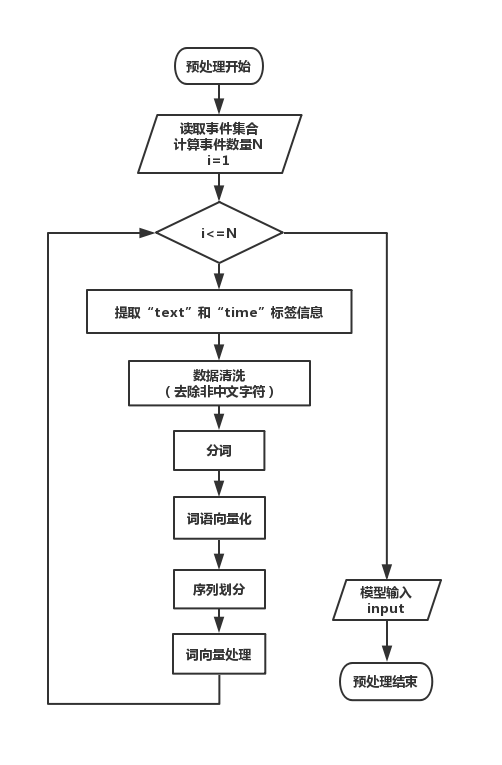 预处理开始
读取事件集合
计算事件数量N
i=1
i<=N
提取“text”和“time”标签信息
数据清洗
（去除非中文字符）
分词
词语向量化
序列划分
词向量处理
模型输入
input
预处理结束